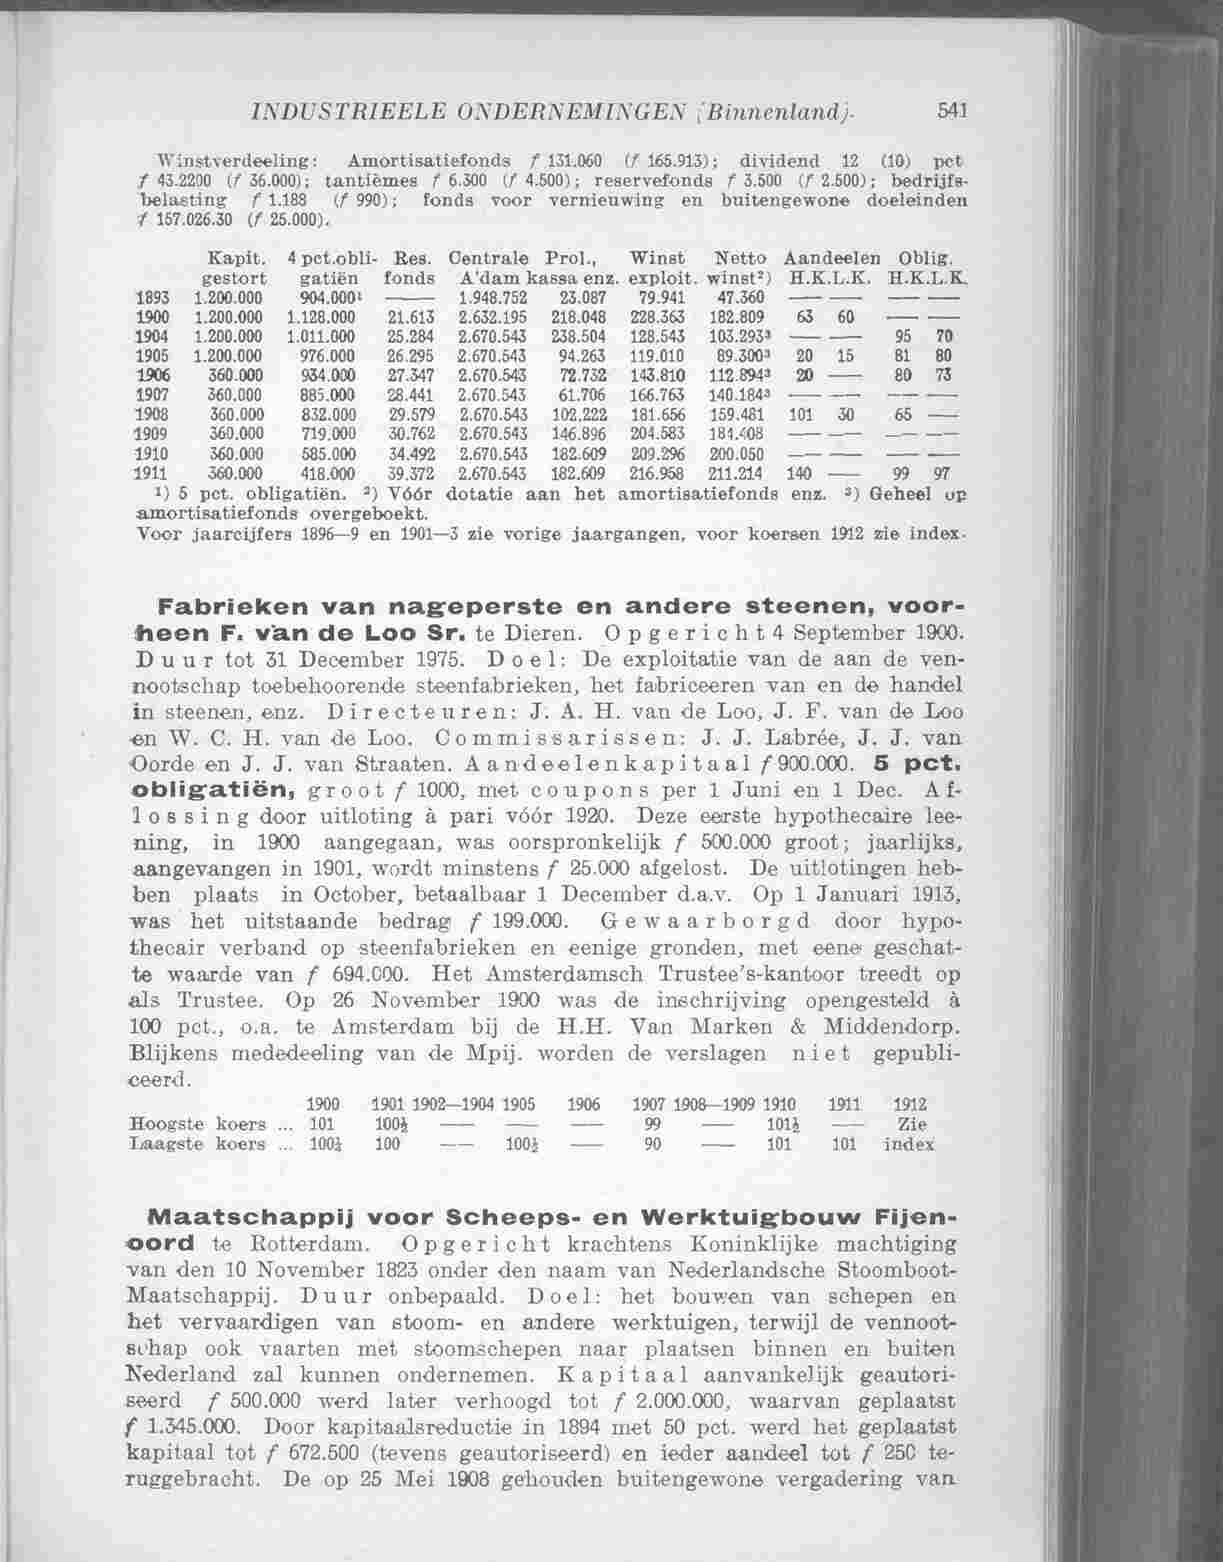 INDUSTRIEELE ONDERNEMINGEN (Binnenland). 541
Winstverdeeling: Amortisatiefonds f 131.060 (f 165.913); dividend 12 (10) pct
f 43.2200 (f 36.000); tantièmes f 6.300 (f 4.500); reservefonds f 3.500 (f 2.500); bedrijfs-
belasting f 1.188 (f 990); fonds voor vernieuwing en buitengewone doeleinden
f 157.026.30 (f 25.000).
Kapit. 4 pct.obli- Res. Centrale Prol., Winst Netto Aandeelen Oblig.
gestort gatiën fonds A'dam kassa enz. exploit. winst²) H.K.L.K. H.K.L.K.
1893 1.200.000 904.000¹ —— 1.948.752 23.087 79.941 47.360 —— —— —— ——
1900 1.200.000 1.128.000 21.613 2.632.195 218.048 228.363 182.809 63 60 —— ——
1904 1.200.000 1.011.000 25.284 2.670.543 238.504 128.543 103.293³ —— —— 95 70
1905 1.200.000 976.000 26.295 2.670.543 94.263 119.010 89.300³ 20 15 81 80
1906 360.000 934.000 27.347 2.670.543 72.732 143.810 112.894³ 20 —— 80 73
1907 360.000 885.000 28.441 2.670.543 61.706 166.763 140.184³ —— —— —— ——
1908 360.000 832.000 29.579 2.670.543 102.222 181.656 159.481 101 30 65 ——
1909 360.000 719.000 30.762 2.670.543 146.896 204.583 184.408 —— —— —— ——
1910 360.000 585.000 34.492 2.670.543 182.609 209.296 200.050 —— —— —— ——
1911 360.000 418.000 39.372 2.670.543 182.609 216.958 211.214 140 —— 99 97
¹) 5 pct. obligatiën. ²) Vóór dotatie aan het amortisatiefonds enz. ³) Geheel op
amortisatiefonds overgeboekt.
Voor jaarcijfers 1896—9 en 1901—3 zie vorige jaargangen, voor koersen 1912 zie index.
Fabrieken van nageperste en andere steenen, voor-
heen F. van de Loo Sr. te Dieren. Opgericht 4 September 1900.
Duur tot 31 December 1975. Doel: De exploitatie van de aan de ven-
nootschap toebehoorende steenfabrieken, het fabriceeren van en de handel
in steenen, enz. Directeuren: J. A. H. van de Loo, J. F. van de Loo
en W. C. H. van de Loo. Commissarissen: J. J. Labrée, J. J. van
Oorde en J. J. van Straaten. Aandeelenkapitaal f 900.000. 5 pct.
obligatiën, groot f 1000, met coupons per 1 Juni en 1 Dec. Af-
lossing door uitloting à pari vóór 1920. Deze eerste hypothecaire lee-
ning, in 1900 aangegaan, was oorspronkelijk f 500.000 groot; jaarlijks,
aangevangen in 1901, wordt minstens f 25.000 afgelost. De uitlotingen heb-
ben plaats in October, betaalbaar 1 December d.a.v. Op 1 Januari 1913,
was het uitstaande bedrag f 199.000. Gewaarborgd door hypo-
thecair verband op steenfabrieken en eenige gronden, met eene geschat-
te waarde van f 694.000. Het Amsterdamsch Trustee's-kantoor treedt op
als Trustee. Op 26 November 1900 was de inschrijving opengesteld à
100 pct., o.a. te Amsterdam bij de H.H. Van Marken & Middendorp.
Blijkens mededeeling van de Mpij. worden de verslagen niet gepubli-
ceerd.
1900 1901 1902—1904 1905 1906 1907 1908—1909 1910 1911 1912
Hoogste koers ... 101 100½ —— —— —— 99 —— 101½ —— Zie
Laagste koers ... 100¼ 100 —— 100½ —— 90 —— 101 101 index
Maatschappij voor Scheeps- en Werktuigbouw Fijen-
oord te Rotterdam. Opgericht krachtens Koninklijke machtiging
van den 10 November 1823 onder den naam van Nederlandsche Stoomboot-
Maatschappij. Duur onbepaald. Doel: het bouwen van schepen en
het vervaardigen van stoom- en andere werktuigen, terwijl de vennoot-
schap ook vaarten met stoomschepen naar plaatsen binnen en buiten
Nederland zal kunnen ondernemen. Kapitaal aanvankelijk geautori-
seerd f 500.000 werd later verhoogd tot f 2.000.000, waarvan geplaatst
f 1.345.000. Door kapitaalsreductie in 1894 met 50 pct. werd het geplaatst
kapitaal tot f 672.500 (tevens geautoriseerd) en ieder aandeel tot f 250 te-
ruggebracht. De op 25 Mei 1908 gehouden buitengewone vergadering van